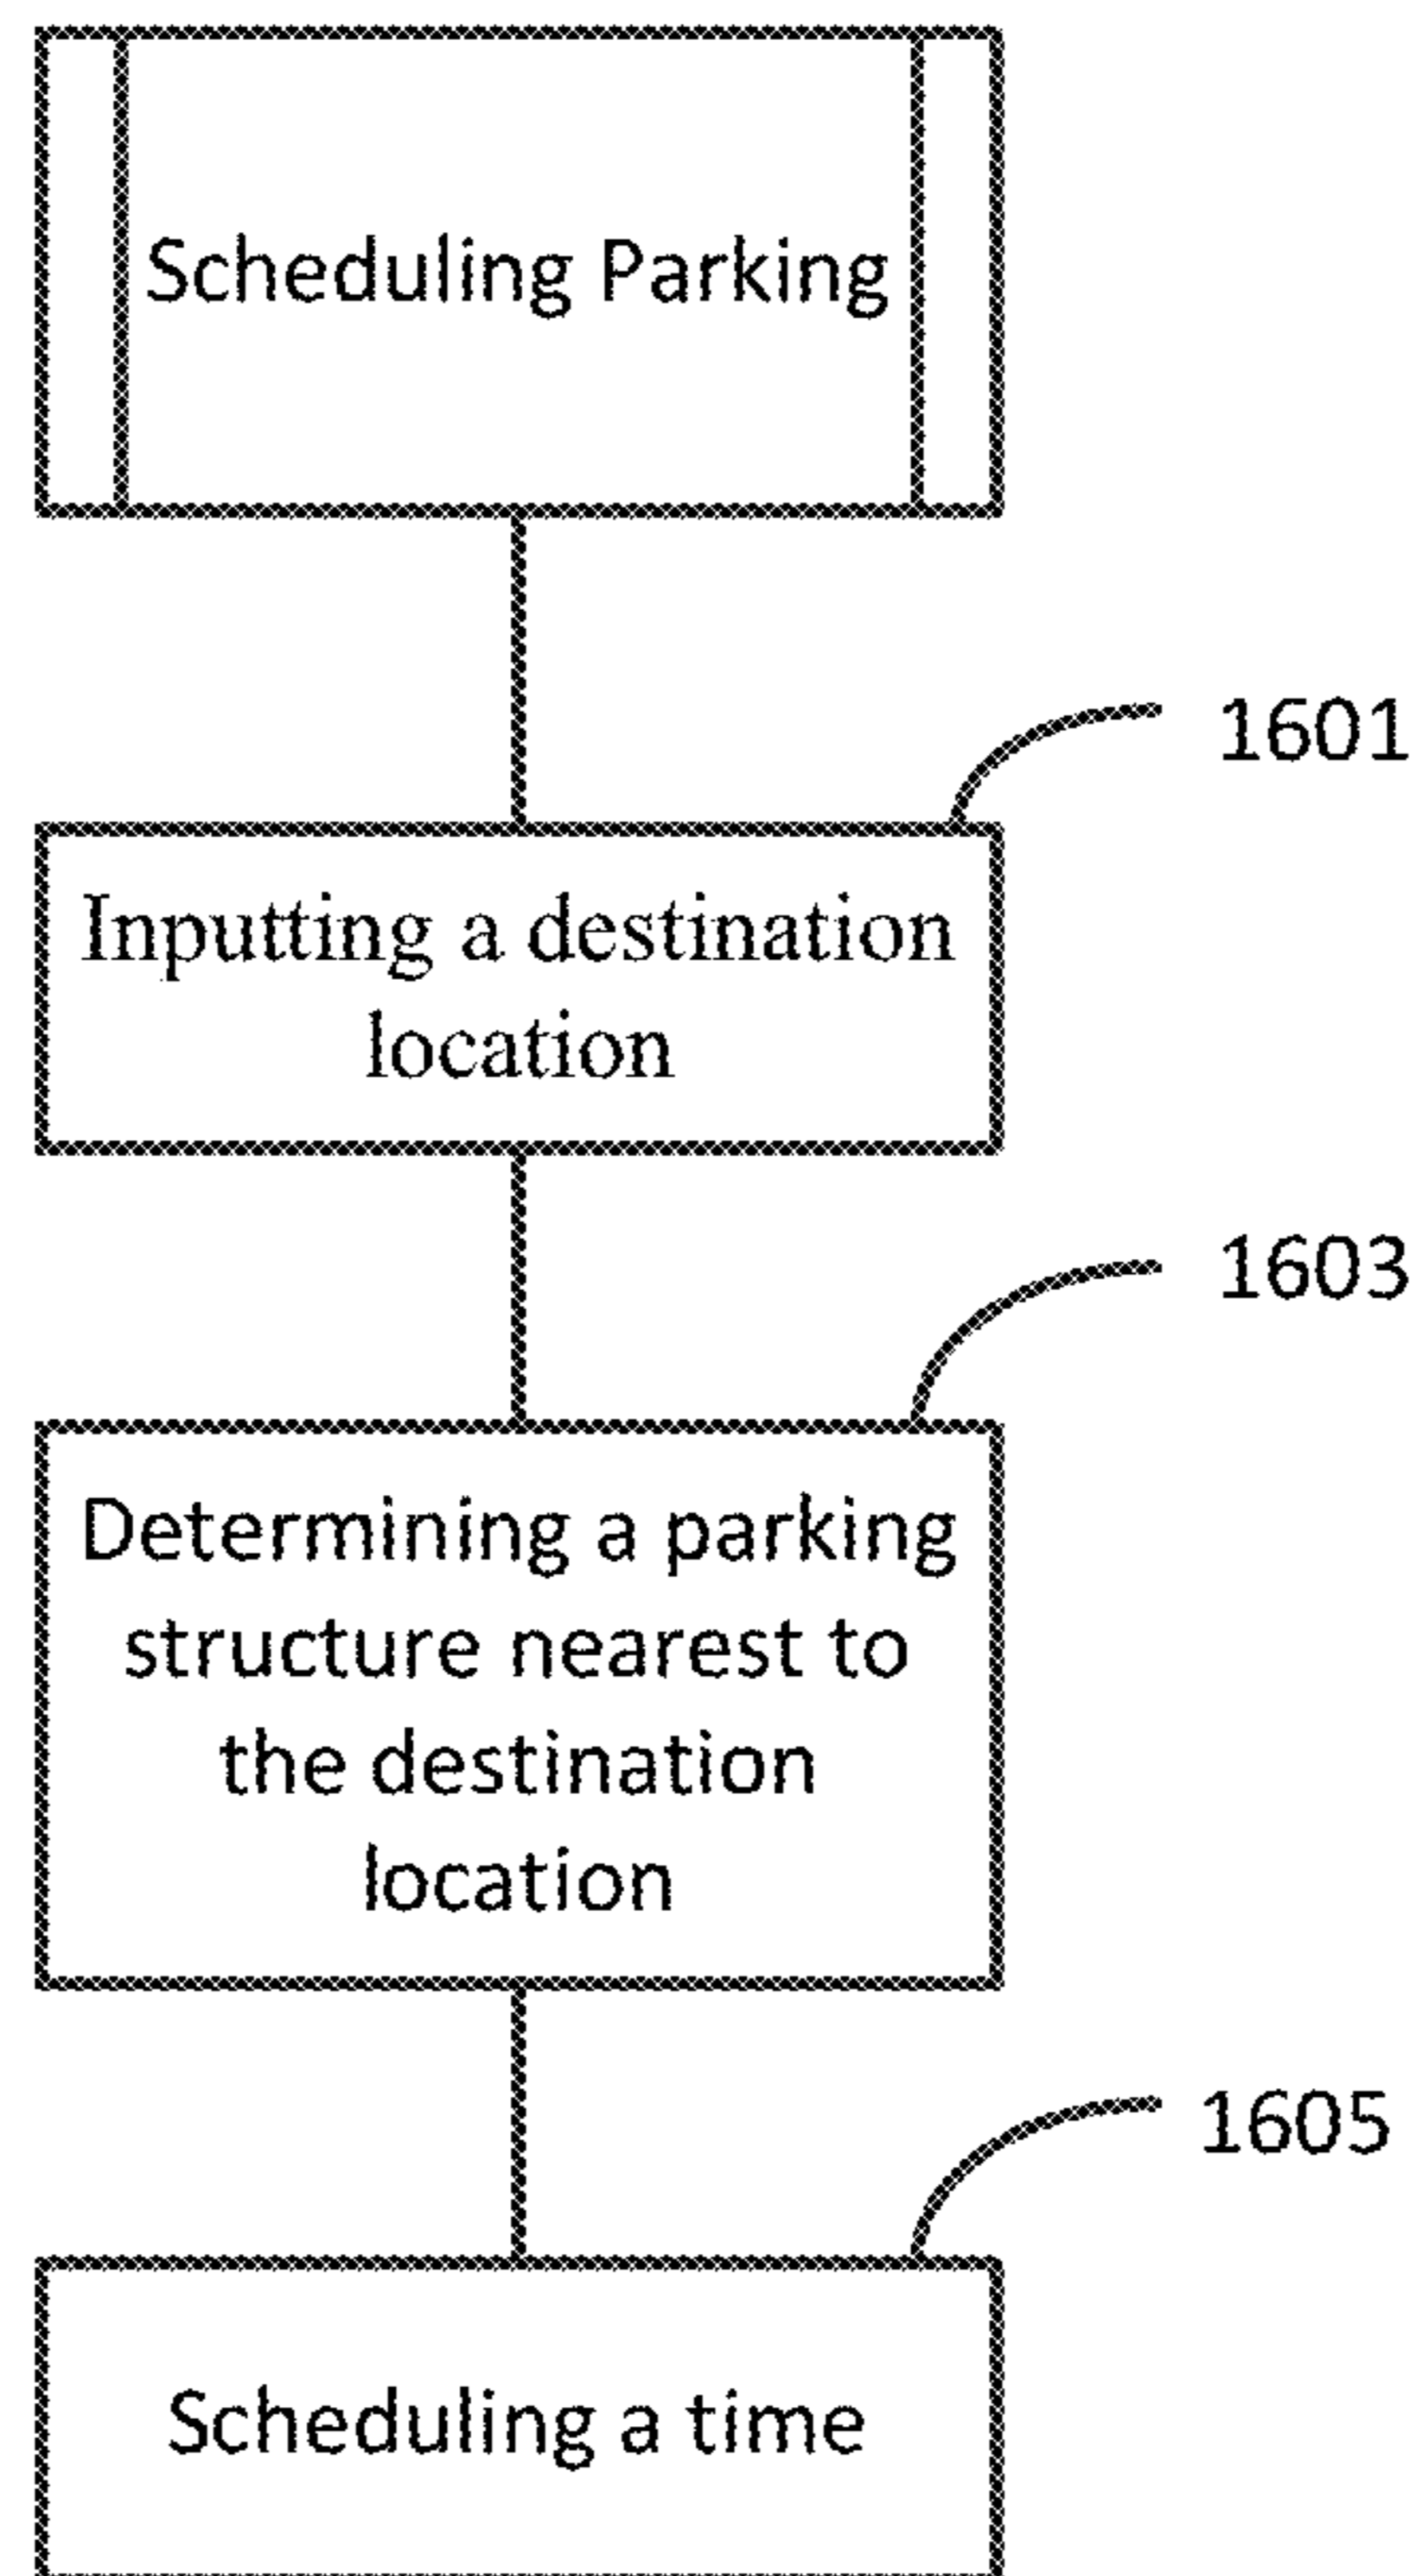 Scheduling Parking
1601
Inputting a destination
location
1603
Determining a parking
structure nearest to
the destination
location
1605
Scheduling a time